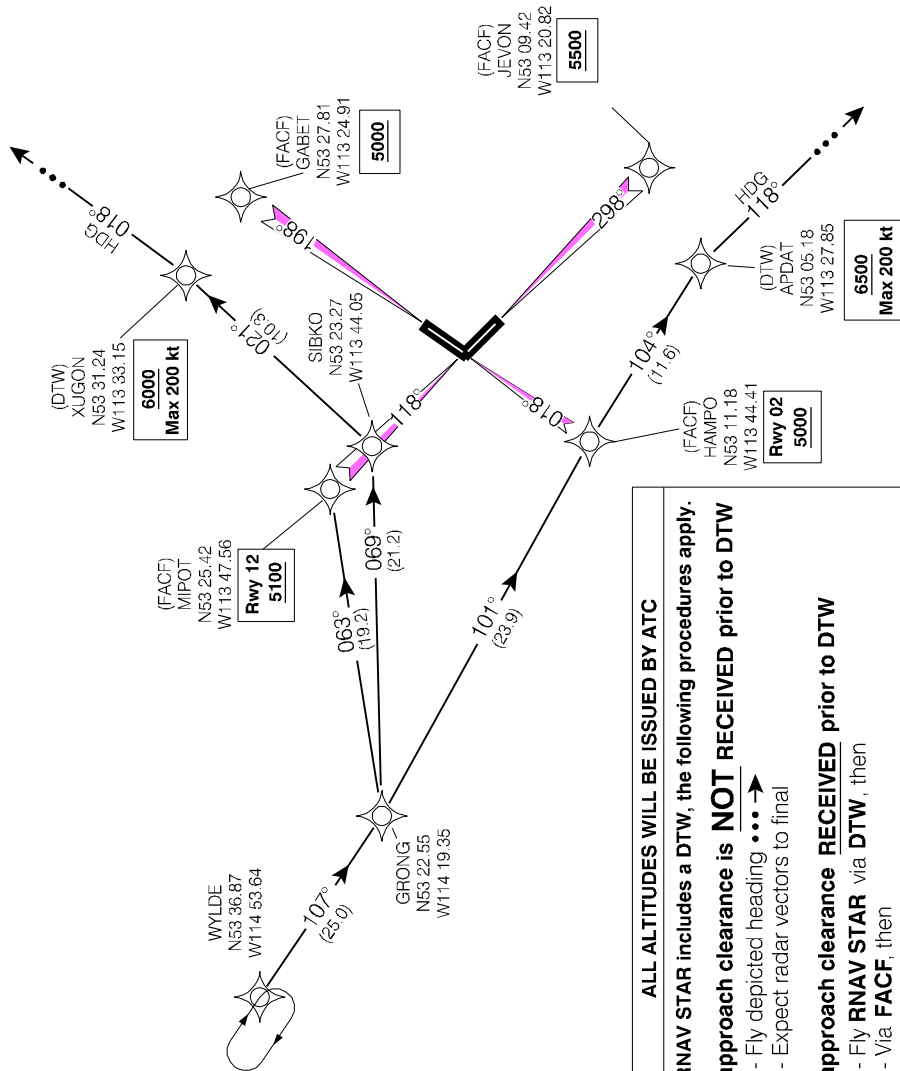 (FACF)
JEVON
N53 09.42
W113 20.82
5500
(FACF)
GABET
N53 27.81
W113 24.91
5000
HDG
018°
198°
298°
HDG
118°
(DTW)
XUGON
N53 31.24
W113 33.15
6000
Max 200 kt
021°
(10.3)
SIBKO
N53 23.27
W113 44.05
(DTW)
APDAT
N53 05.18
W113 27.85
6500
Max 200 kt
118°
018°
104°
(11.6)
(FACF)
HAMPO
N53 11.18
W113 44.41
Rwy 02
5000
(FACF)
MIPOT
N53 25.42
W113 47.56
Rwy 12
5100
063°
(19.2)
069°
(21.2)
101°
(23.9)
GRONG
N53 22.55
W114 19.35
WYLDE
N53 36.87
W114 53.64
107°
(25.0)
ALL ALTITUDES WILL BE ISSUED BY ATC
RNAV STAR includes a DTW, the following procedures apply.
approach clearance is NOT RECEIVED prior to DTW
- Fly depicted heading
- Expect radar vectors to final
approach clearance RECEIVED prior to DTW
- Fly RNAV STAR via DTW, then
- Via FACF, then